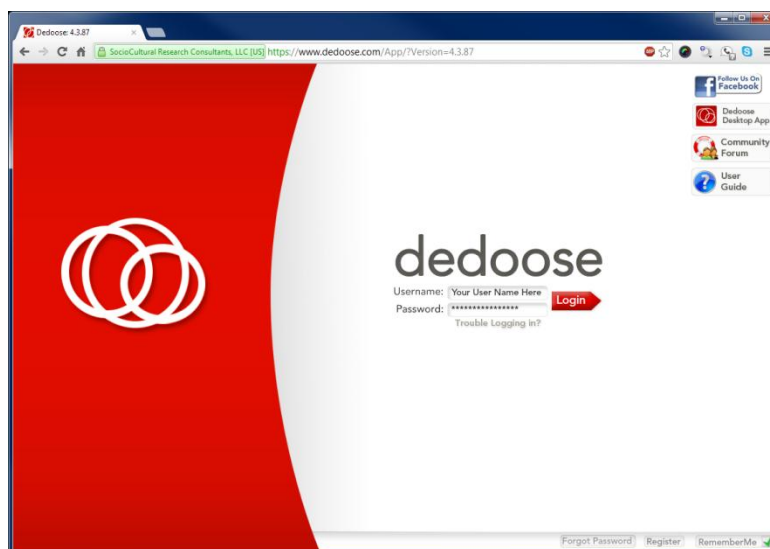 Dedoose: 4.3.87
SocioCultural Research Consultants, LLC [US] https://www.dedoose.com/App/?Version=4.3.87
Follow Us On
Facebook
Dedoose
Desktop App
Community
Forum
User
Guide
dedoose
Username: Your User Name Here
Password: ****************
Login
Trouble Logging in?
Forgot Password Register RememberMe